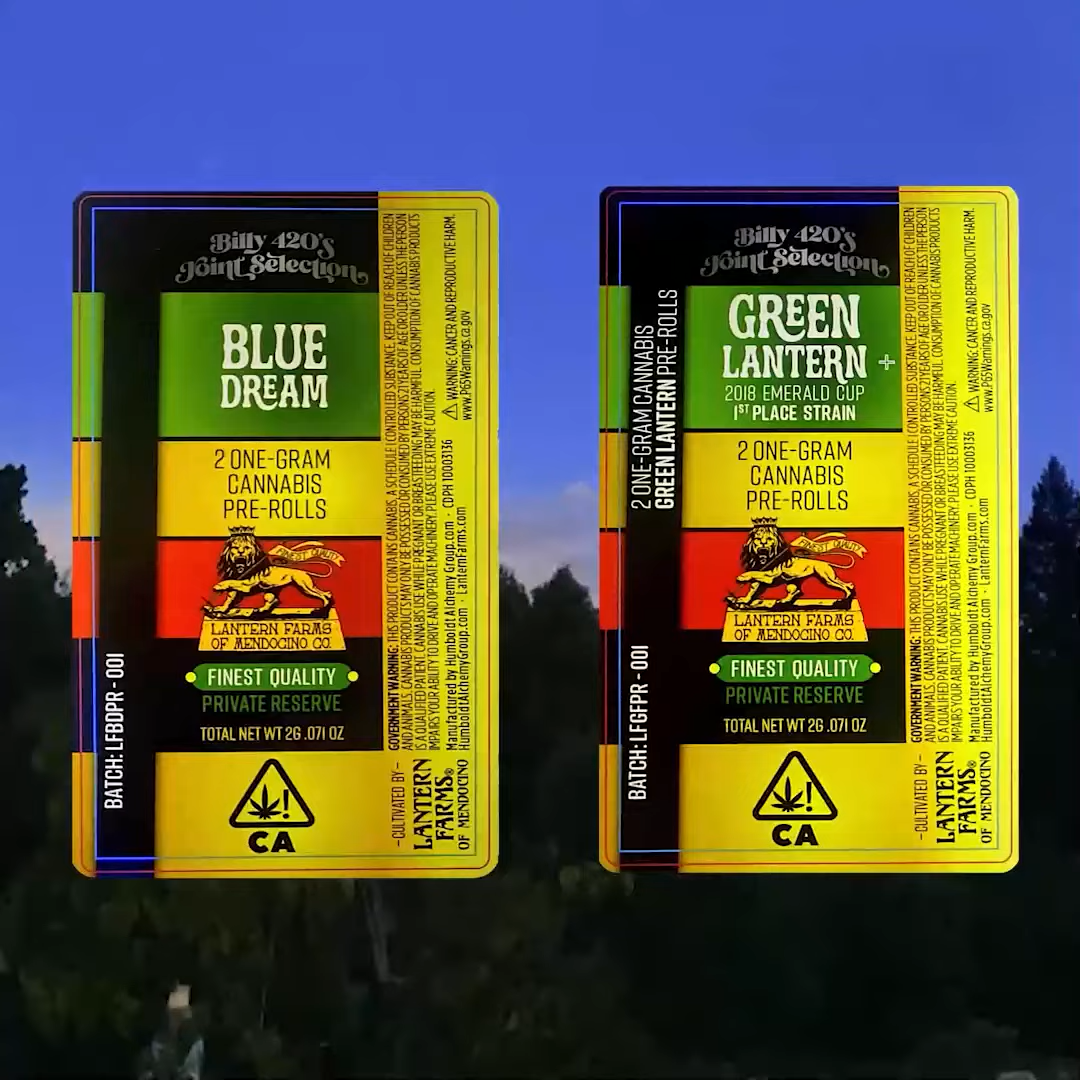 Billy 420's
Joint Selection
BLUE
DREAM
2 ONE-GRAM
CANNABIS
PRE-ROLLS
FINEST QUALITY
LANTERN FARMS
OF MENDOCINO CO.
FINEST QUALITY
PRIVATE RESERVE
TOTAL NET WT 2G .071 OZ
CA
BATCH: LFBDPR - 001
GOVERNMENT WARNING: THIS PRODUCT CONTAINS CANNABIS, A SCHEDULE I CONTROLLED SUBSTANCE. KEEP OUT OF REACH OF CHILDREN
AND ANIMALS. CANNABIS PRODUCTS MAY ONLY BE POSSESSED OR CONSUMED BY PERSONS 21 YEARS OF AGE OR OLDER UNLESS THE PERSON
IS A QUALIFIED PATIENT. CANNABIS USE WHILE PREGNANT OR BREASTFEEDING MAY BE HARMFUL. CONSUMPTION OF CANNABIS PRODUCTS
IMPAIRS YOUR ABILITY TO DRIVE AND OPERATE MACHINERY. PLEASE USE EXTREME CAUTION.
Manufactured by Humboldt Alchemy Group.com · CDPH 10003136
HumboldtAlchemyGroup.com · LanternFarms.com
⚠ WARNING: CANCER AND REPRODUCTIVE HARM.
www.P65Warnings.ca.gov
- CULTIVATED BY -
LANTERN
FARMS®
OF MENDOCINO
Billy 420's
Joint Selection
GREEN
LANTERN +
2018 EMERALD CUP
1ST PLACE STRAIN
2 ONE-GRAM
CANNABIS
PRE-ROLLS
FINEST QUALITY
LANTERN FARMS
OF MENDOCINO CO.
FINEST QUALITY
PRIVATE RESERVE
TOTAL NET WT 2G .071 OZ
CA
2 ONE-GRAM CANNABIS
GREEN LANTERN PRE-ROLLS
BATCH: LFGFPR - 001
GOVERNMENT WARNING: THIS PRODUCT CONTAINS CANNABIS, A SCHEDULE I CONTROLLED SUBSTANCE. KEEP OUT OF REACH OF CHILDREN
AND ANIMALS. CANNABIS PRODUCTS MAY ONLY BE POSSESSED OR CONSUMED BY PERSONS 21 YEARS OF AGE OR OLDER UNLESS THE PERSON
IS A QUALIFIED PATIENT. CANNABIS USE WHILE PREGNANT OR BREASTFEEDING MAY BE HARMFUL. CONSUMPTION OF CANNABIS PRODUCTS
IMPAIRS YOUR ABILITY TO DRIVE AND OPERATE MACHINERY. PLEASE USE EXTREME CAUTION.
Manufactured by Humboldt Alchemy Group.com · CDPH 10003136
HumboldtAlchemyGroup.com · LanternFarms.com
⚠ WARNING: CANCER AND REPRODUCTIVE HARM.
www.P65Warnings.ca.gov
- CULTIVATED BY -
LANTERN
FARMS®
OF MENDOCINO